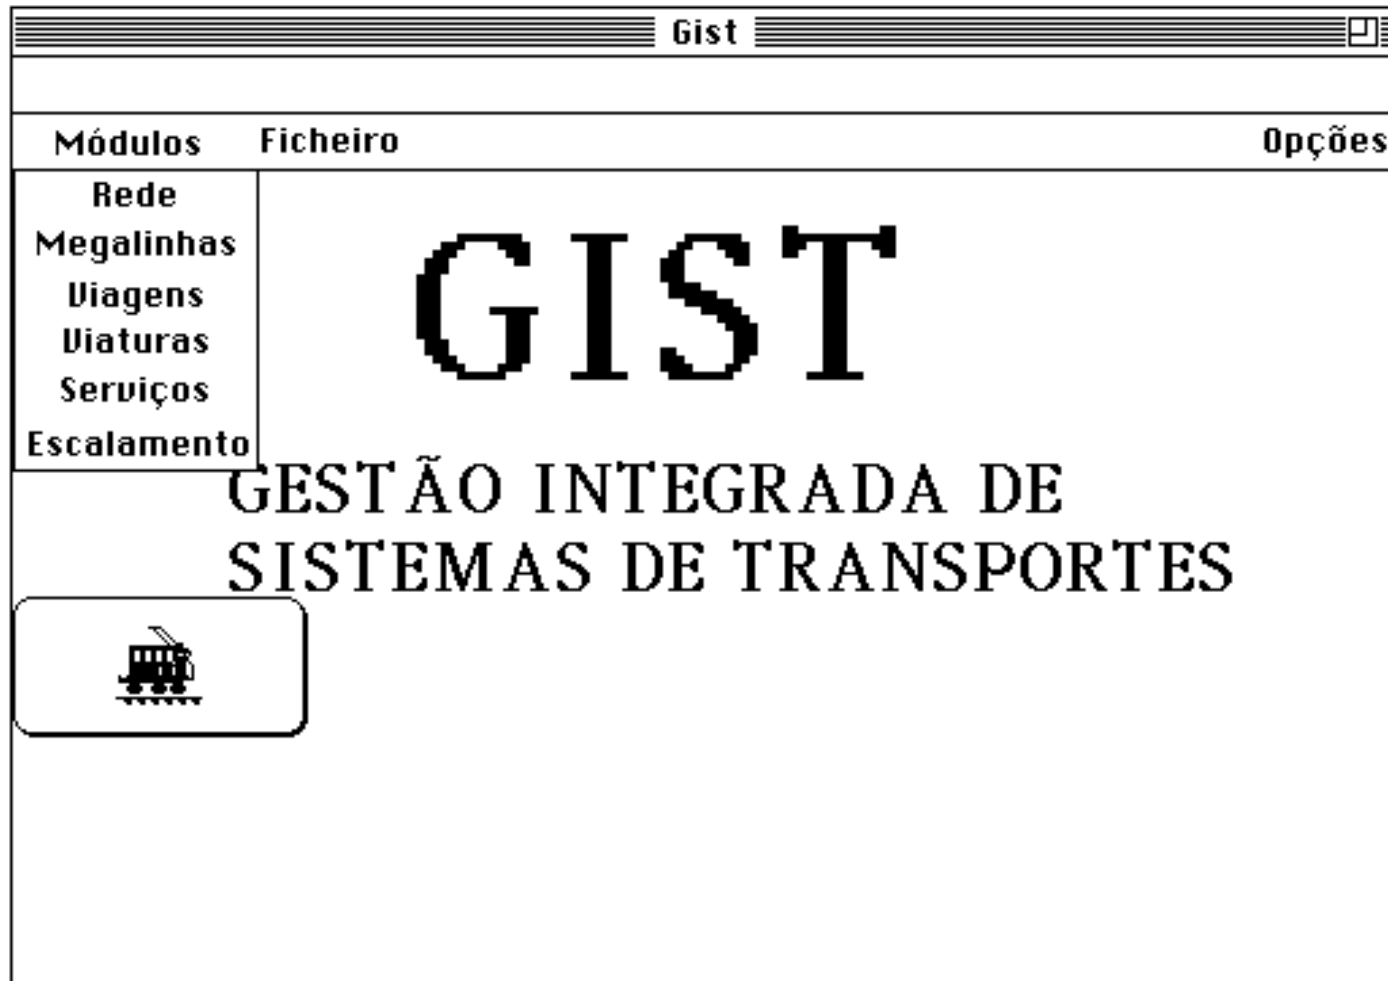 Gist
Módulos Ficheiro Opções
Rede
Megalinhas
Viagens
Viaturas
Serviços
Escalamento
GIST
GESTÃO INTEGRADA DE
SISTEMAS DE TRANSPORTES